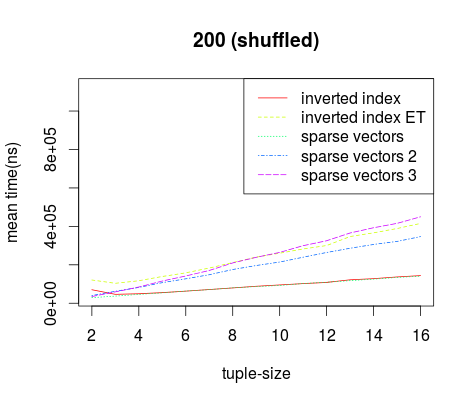 200 (shuffled)
inverted index
inverted index ET
sparse vectors
sparse vectors 2
sparse vectors 3
mean time(ns)
8e+05
4e+05
0e+00
2 4 6 8 10 12 14 16
tuple-size